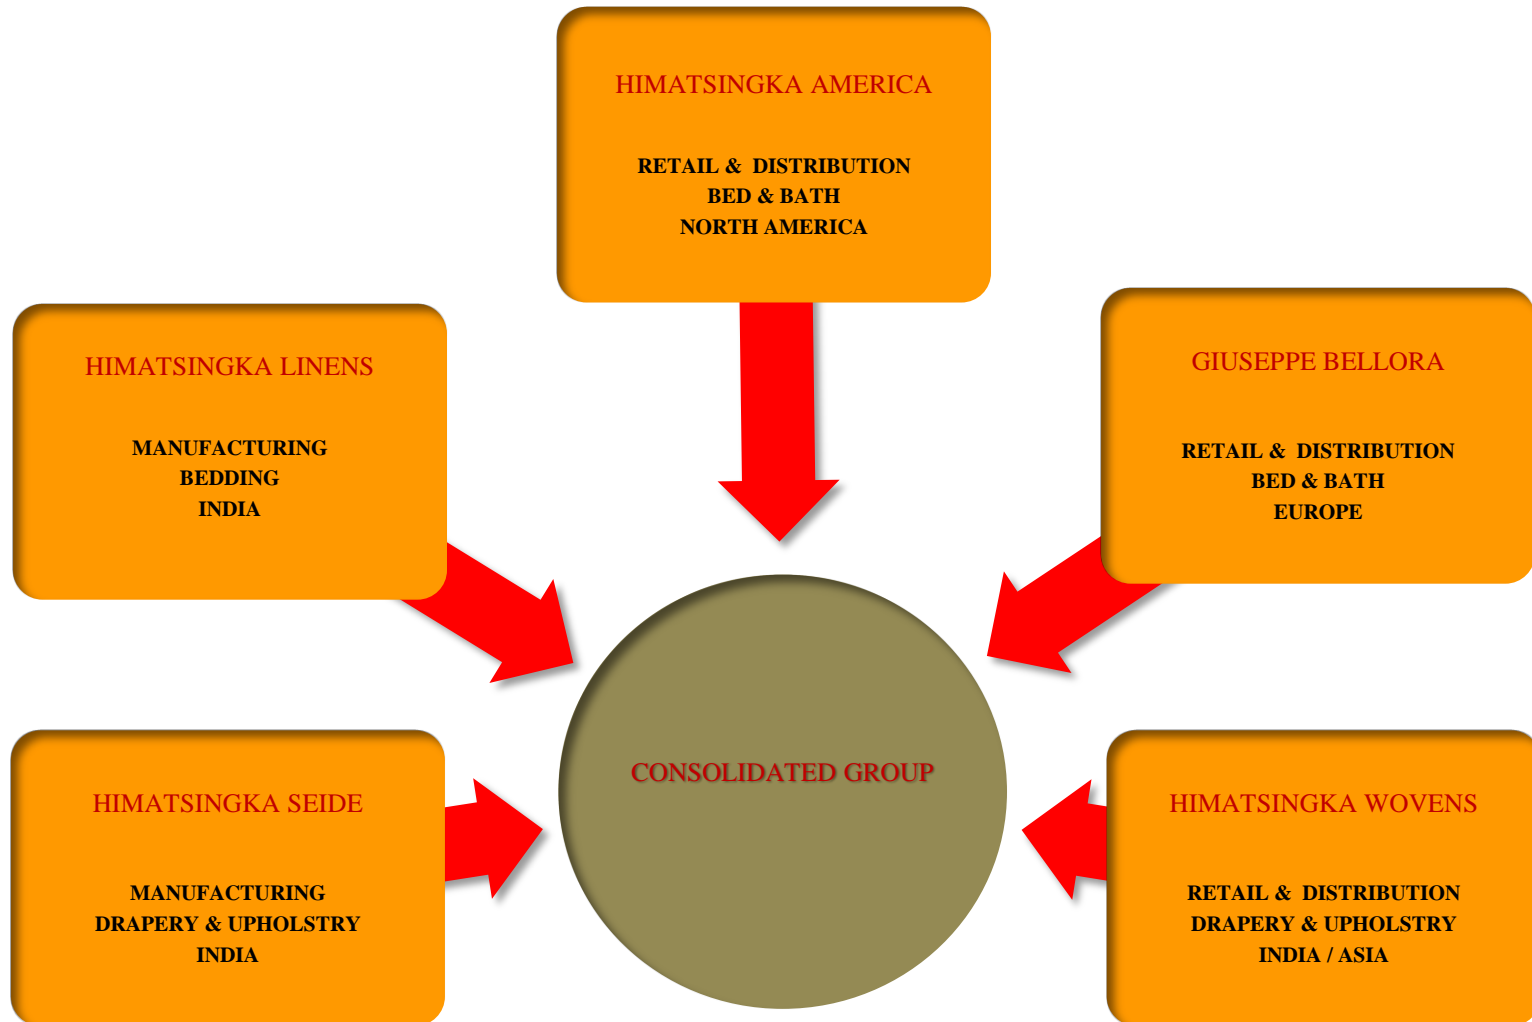 HIMATSINGKA AMERICA
RETAIL &  DISTRIBUTION
BED & BATH
NORTH AMERICA
HIMATSINGKA LINENS
MANUFACTURING
BEDDING
INDIA
GIUSEPPE BELLORA
RETAIL &  DISTRIBUTION
BED & BATH
EUROPE
CONSOLIDATED GROUP
HIMATSINGKA SEIDE
MANUFACTURING
DRAPERY & UPHOLSTRY
INDIA
HIMATSINGKA WOVENS
RETAIL &  DISTRIBUTION
DRAPERY & UPHOLSTRY
INDIA / ASIA